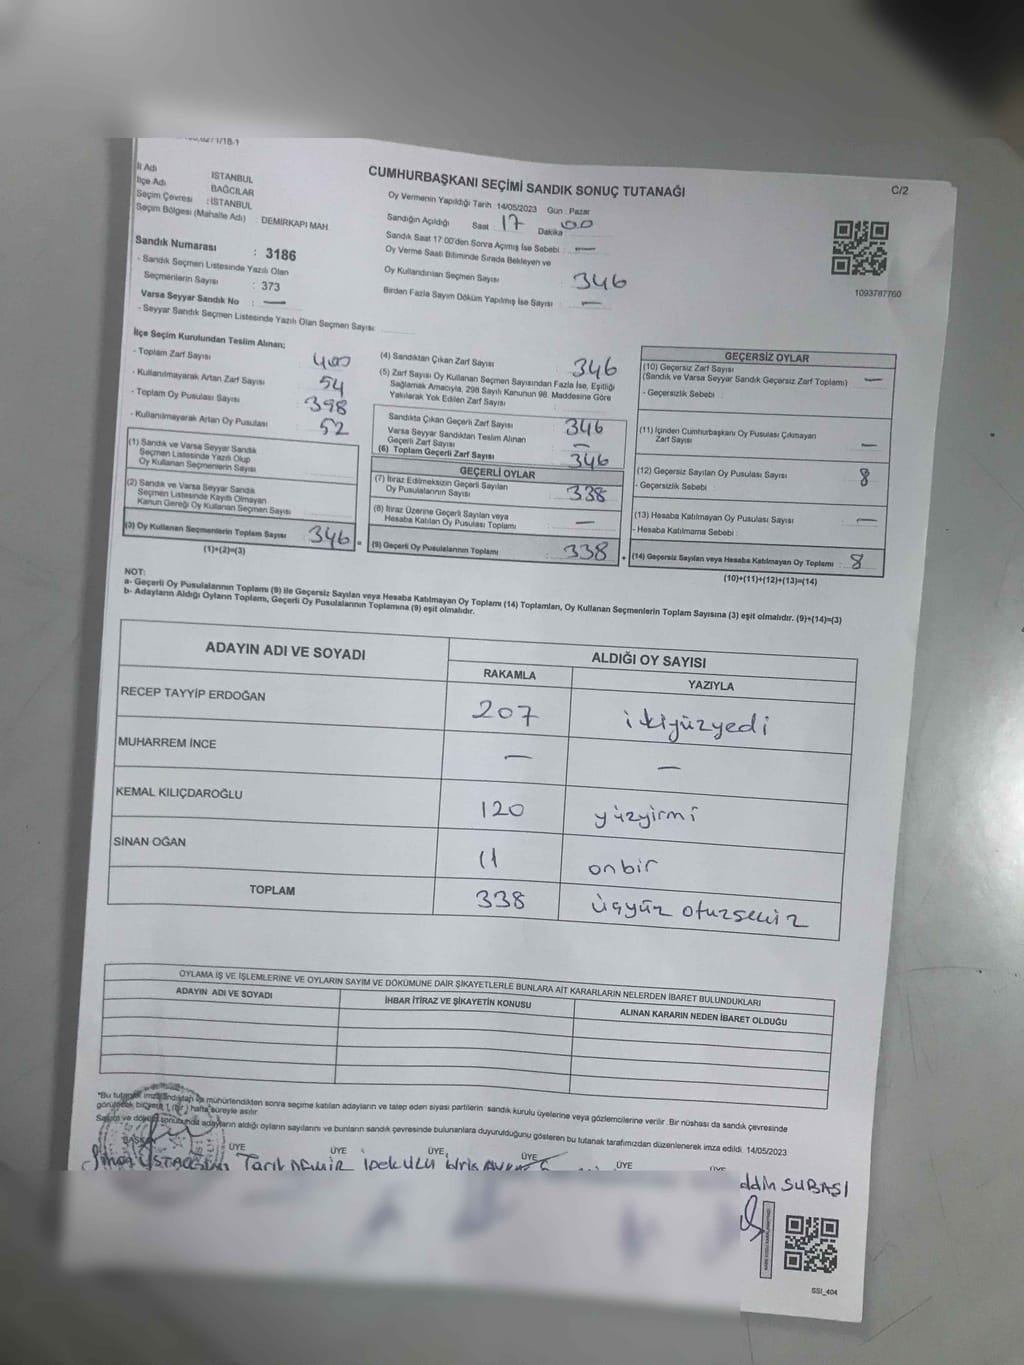 CUMHURBAŞKANI SEÇİMİ SANDIK SONUÇ TUTANAĞI
C/2
İl Adı İSTANBUL
İlçe Adı BAĞCILAR
Seçim Çevresi : İSTANBUL
Seçim Bölgesi (Mahalle Adı) : DEMİRKAPI MAH.
Sandık Numarası : 3186
- Sandık Seçmen Listesinde Yazılı Olan
Seçmenlerin Sayısı : 373
Varsa Seyyar Sandık No : —
- Seyyar Sandık Seçmen Listesinde Yazılı Olan Seçmen Sayısı:
Oy Vermenin Yapıldığı Tarih 14/05/2023 Gün : Pazar
Sandığın Açıldığı Saat 17 Dakika 00
Sandık Saat 17:00'den Sonra Açımış İse Sebebi : —
Oy Verme Saati Bitiminde Sırada Bekleyen ve
Oy Kullandırılan Seçmen Sayısı 346
Birden Fazla Sayım Döküm Yapılmış İse Sayısı : —
1093787760
İlçe Seçim Kurulundan Teslim Alınan;
- Toplam Zarf Sayısı 400
- Kullanılmayarak Artan Zarf Sayısı 54
- Toplam Oy Pusulası Sayısı 398
- Kullanılmayarak Artan Oy Pusulası 52
(1) Sandık ve Varsa Seyyar Sandık
Seçmen Listesinde Yazılı Olup
Oy Kullanan Seçmenlerin Sayısı
(2) Sandık ve Varsa Seyyar Sandık
Seçmen Listesinde Kayıtlı Olmayan
Kanun Gereği Oy Kullanan Seçmen Sayısı
(3) Oy Kullanan Seçmenlerin Toplam Sayısı 346
(1)+(2)=(3)
(4) Sandıktan Çıkan Zarf Sayısı 346
(5) Zarf Sayısı Oy Kullanan Seçmen Sayısından Fazla İse, Eşitliği
Sağlamak Amacıyla, 298 Sayılı Kanunun 98. Maddesine Göre
Yakılarak Yok Edilen Zarf Sayısı
Sandıkta Çıkan Geçerli Zarf Sayısı 346
Varsa Seyyar Sandıktan Teslim Alınan
Geçerli Zarf Sayısı —
(6) Toplam Geçerli Zarf Sayısı 346
GEÇERLİ OYLAR
(7) İtiraz Edilmeksizin Geçerli Sayılan
Oy Pusulalarının Sayısı 338
(8) İtiraz Üzerine Geçerli Sayılan veya
Hesaba Katılan Oy Pusulası Toplamı —
(9) Geçerli Oy Pusulalarının Toplamı 338
GEÇERSİZ OYLAR
(10) Geçersiz Zarf Sayısı
(Sandık ve Varsa Seyyar Sandık Geçersiz Zarf Toplamı) —
- Geçersizlik Sebebi
(11) İçinden Cumhurbaşkanı Oy Pusulası Çıkmayan
Zarf Sayısı —
(12) Geçersiz Sayılan Oy Pusulası Sayısı 8
- Geçersizlik Sebebi
(13) Hesaba Katılmayan Oy Pusulası Sayısı —
- Hesaba Katılmama Sebebi
(14) Geçersiz Sayılan veya Hesaba Katılmayan Oy Toplamı : 8
(10)+(11)+(12)+(13)=(14)
NOT:
a- Geçerli Oy Pusulalarının Toplamı (9) ile Geçersiz Sayılan veya Hesaba Katılmayan Oy Toplamı (14) Toplamları, Oy Kullanan Seçmenlerin Toplam Sayısına (3) eşit olmalıdır. (9)+(14)=(3)
b- Adayların Aldığı Oyların Toplamı, Geçerli Oy Pusulalarının Toplamına (9) eşit olmalıdır.
ADAYIN ADI VE SOYADI ALDIĞI OY SAYISI
RAKAMLA YAZIYLA
RECEP TAYYİP ERDOĞAN 207 ikiyüzyedi
MUHARREM İNCE — —
KEMAL KILIÇDAROĞLU 120 yüzyirmi
SİNAN OĞAN 11 onbir
TOPLAM 338 üçyüz otuzsekiz
OYLAMA İŞ VE İŞLEMLERİNE VE OYLARIN SAYIM VE DÖKÜMÜNE DAİR ŞİKAYETLERLE BUNLARA AİT KARARLARIN NELERDEN İBARET BULUNDUKLARI
ADAYIN ADI VE SOYADI İHBAR İTİRAZ VE ŞİKAYETİN KONUSU ALINAN KARARIN NEDEN İBARET OLDUĞU
*Bu tutanak imzalandıktan ve mühürlendikten sonra seçime katılan adayların ve talep eden siyasi partilerin sandık kurulu üyelerine veya gözlemcilerine verilir. Bir nüshası da sandık çevresinde
görülecek bir yere 1 (bir) hafta süreyle asılır.
Sayım ve döküm sonubunda adayların aldığı oyların sayılarını ve bunların sandık çevresinde bulunanlara duyurulduğunu gösteren bu tutanak tarafımızdan düzenlenerek imza edildi. 14/05/2023
BAŞKAN ÜYE ÜYE ÜYE ÜYE ÜYE
Tarık DEMİR İpek ULU İdris
SUBAŞI
SSI_404